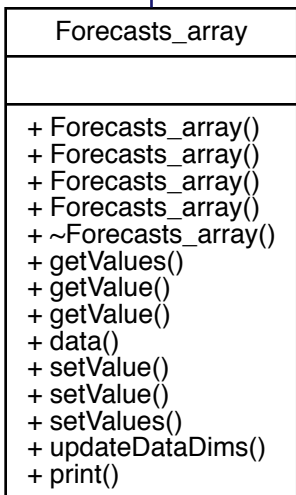 Forecasts_array
+ Forecasts_array()
+ Forecasts_array()
+ Forecasts_array()
+ Forecasts_array()
+ ~Forecasts_array()
+ getValues()
+ getValue()
+ getValue()
+ data()
+ setValue()
+ setValue()
+ setValues()
+ updateDataDims()
+ print()